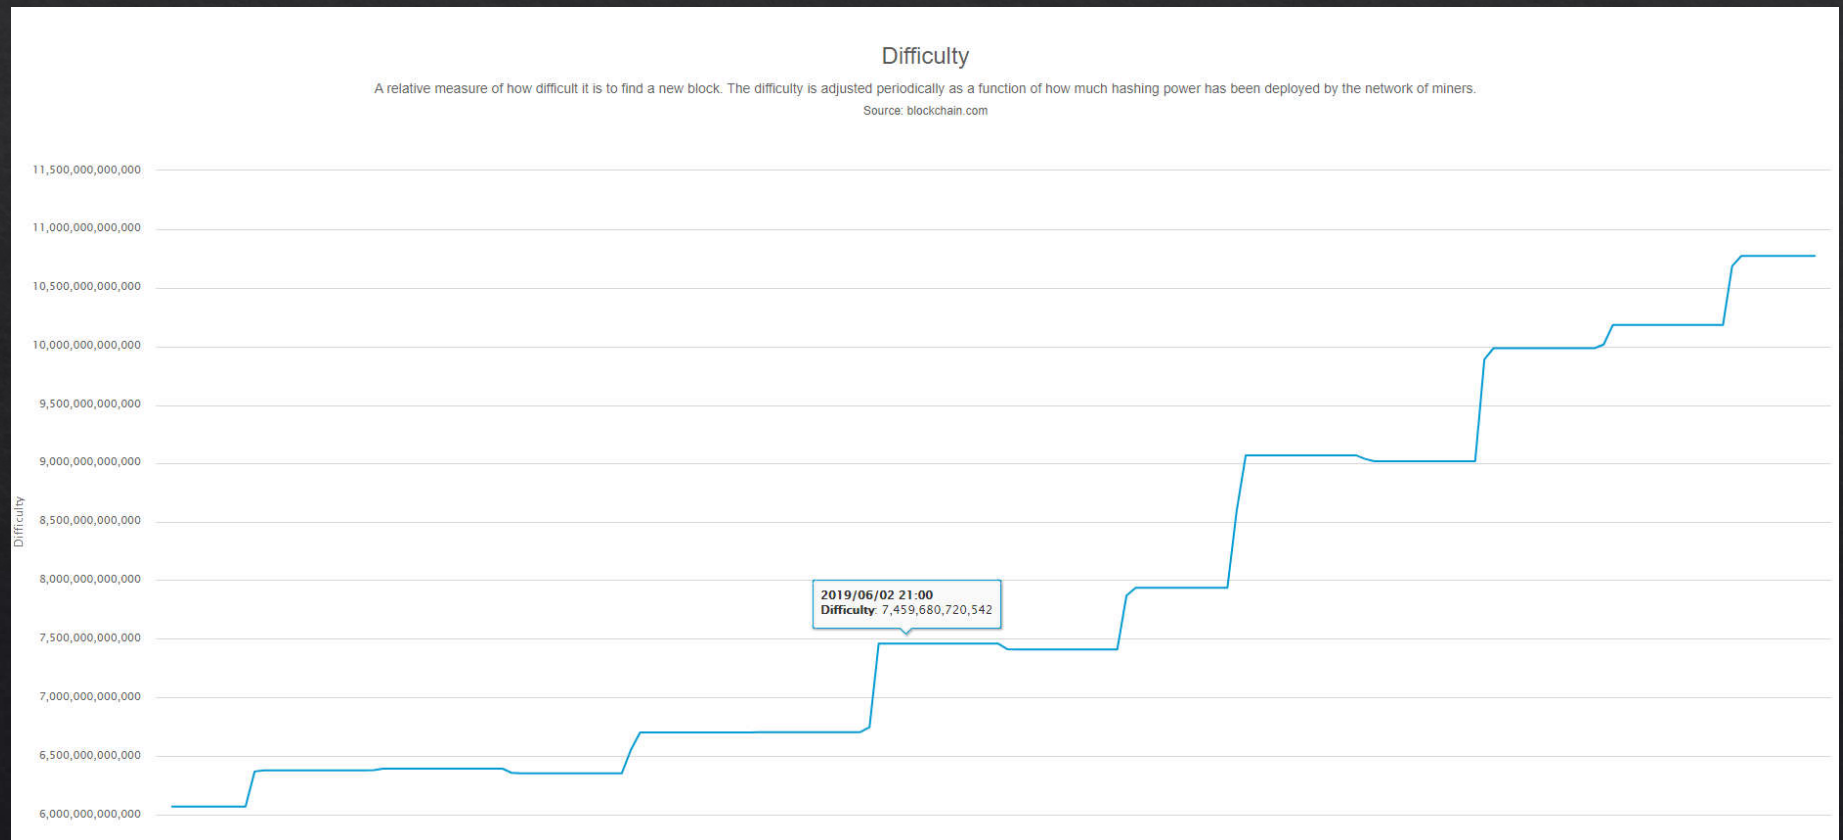 Difficulty
A relative measure of how difficult it is to find a new block. The difficulty is adjusted periodically as a function of how much hashing power has been deployed by the network of miners.
Source: blockchain.com
11,500,000,000,000
11,000,000,000,000
10,500,000,000,000
10,000,000,000,000
9,500,000,000,000
9,000,000,000,000
Difficulty
8,500,000,000,000
8,000,000,000,000
2019/06/02 21:00
Difficulty: 7,459,680,720,542
7,500,000,000,000
7,000,000,000,000
6,500,000,000,000
6,000,000,000,000